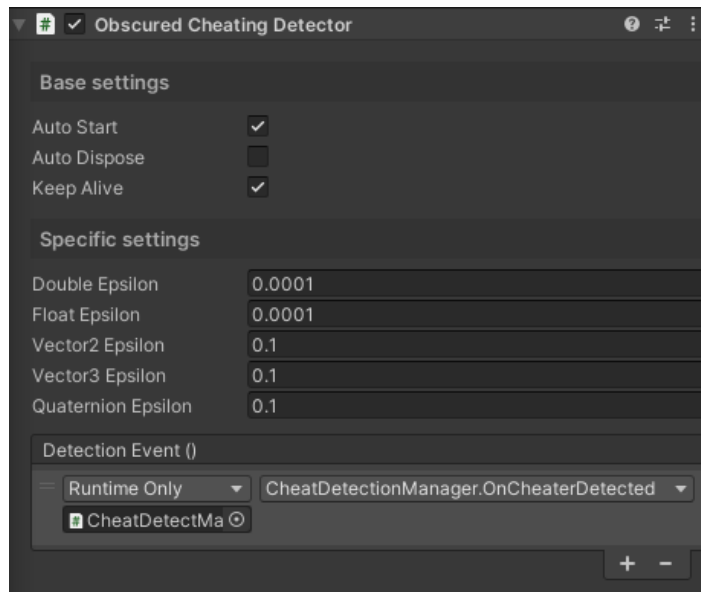 # Obscured Cheating Detector
Base settings
Auto Start
Auto Dispose
Keep Alive
Specific settings
Double Epsilon 0.0001
Float Epsilon 0.0001
Vector2 Epsilon 0.1
Vector3 Epsilon 0.1
Quaternion Epsilon 0.1
Detection Event ()
Runtime Only CheatDetectionManager.OnCheaterDetected
# CheatDetectMa
+ −